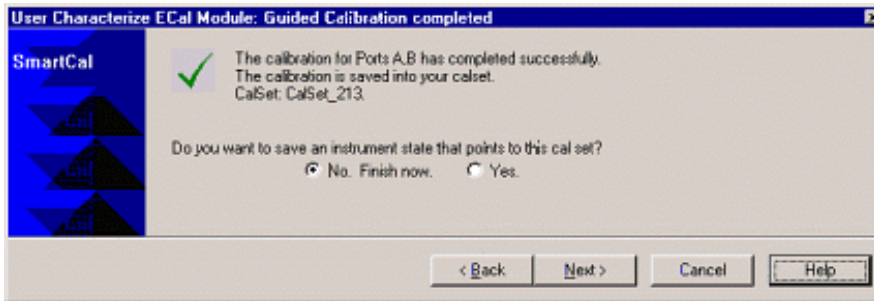 User Characterize ECal Module: Guided Calibration completed
SmartCal
The calibration for Ports A,B has completed successfully.
The calibration is saved into your calset.
CalSet: CalSet_213.
Do you want to save an instrument state that points to this cal set?
No. Finish now. Yes.
< Back Next > Cancel Help